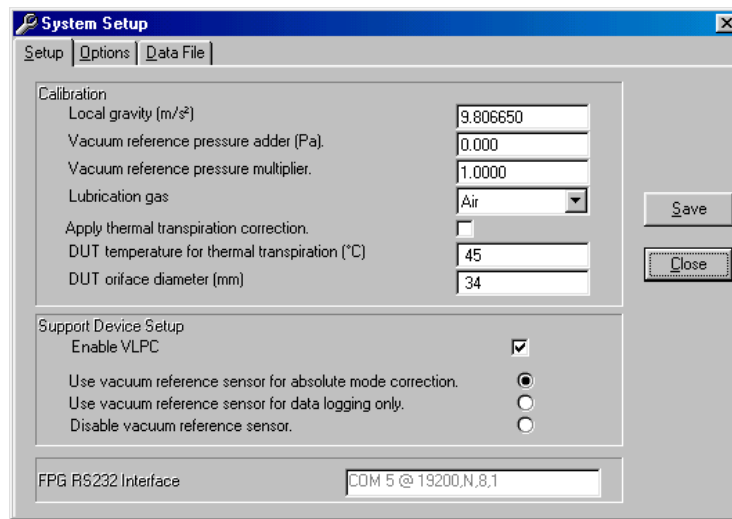 System Setup
Setup Options Data File
Calibration
Local gravity (m/s²) 9.806650
Vacuum reference pressure adder (Pa). 0.000
Vacuum reference pressure multiplier. 1.0000
Lubrication gas Air
Apply thermal transpiration correction.
DUT temperature for thermal transpiration (°C) 45
DUT oriface diameter (mm) 34
Save
Close
Support Device Setup
Enable VLPC
Use vacuum reference sensor for absolute mode correction.
Use vacuum reference sensor for data logging only.
Disable vacuum reference sensor.
FPG RS232 Interface COM 5 @ 19200,N,8,1